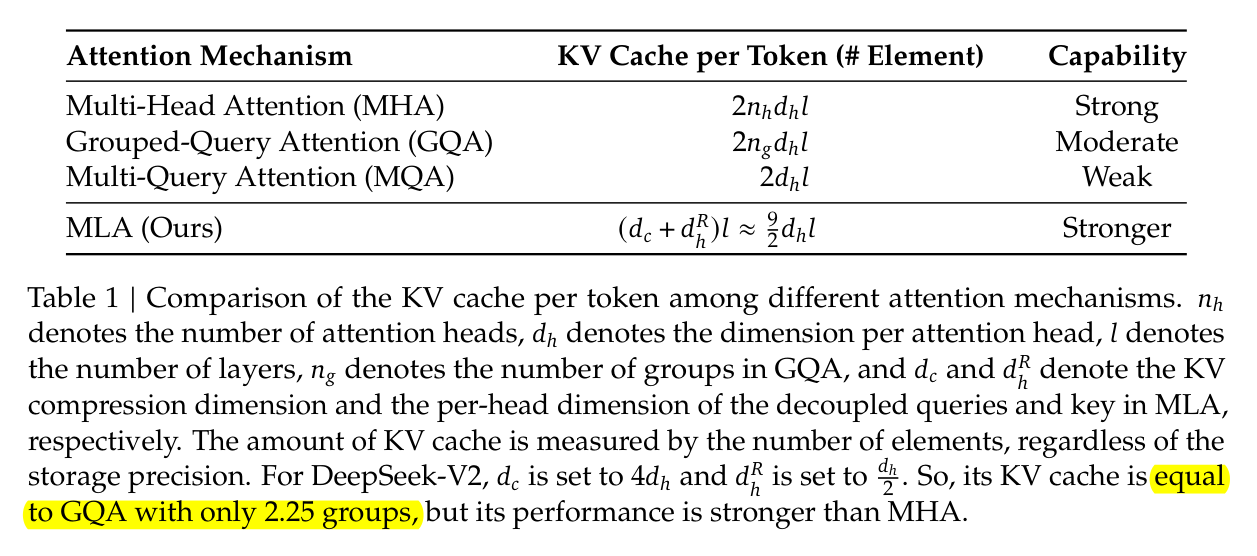 Attention Mechanism KV Cache per Token (# Element) Capability
Multi-Head Attention (MHA) 2n_h d_h l Strong
Grouped-Query Attention (GQA) 2n_g d_h l Moderate
Multi-Query Attention (MQA) 2d_h l Weak
MLA (Ours) (d_c + d_h^R)l ≈ 9/2 d_h l Stronger
Table 1 | Comparison of the KV cache per token among different attention mechanisms. n_h
denotes the number of attention heads, d_h denotes the dimension per attention head, l denotes
the number of layers, n_g denotes the number of groups in GQA, and d_c and d_h^R denote the KV
compression dimension and the per-head dimension of the decoupled queries and key in MLA,
respectively. The amount of KV cache is measured by the number of elements, regardless of the
storage precision. For DeepSeek-V2, d_c is set to 4d_h and d_h^R is set to d_h/2. So, its KV cache is equal
to GQA with only 2.25 groups, but its performance is stronger than MHA.